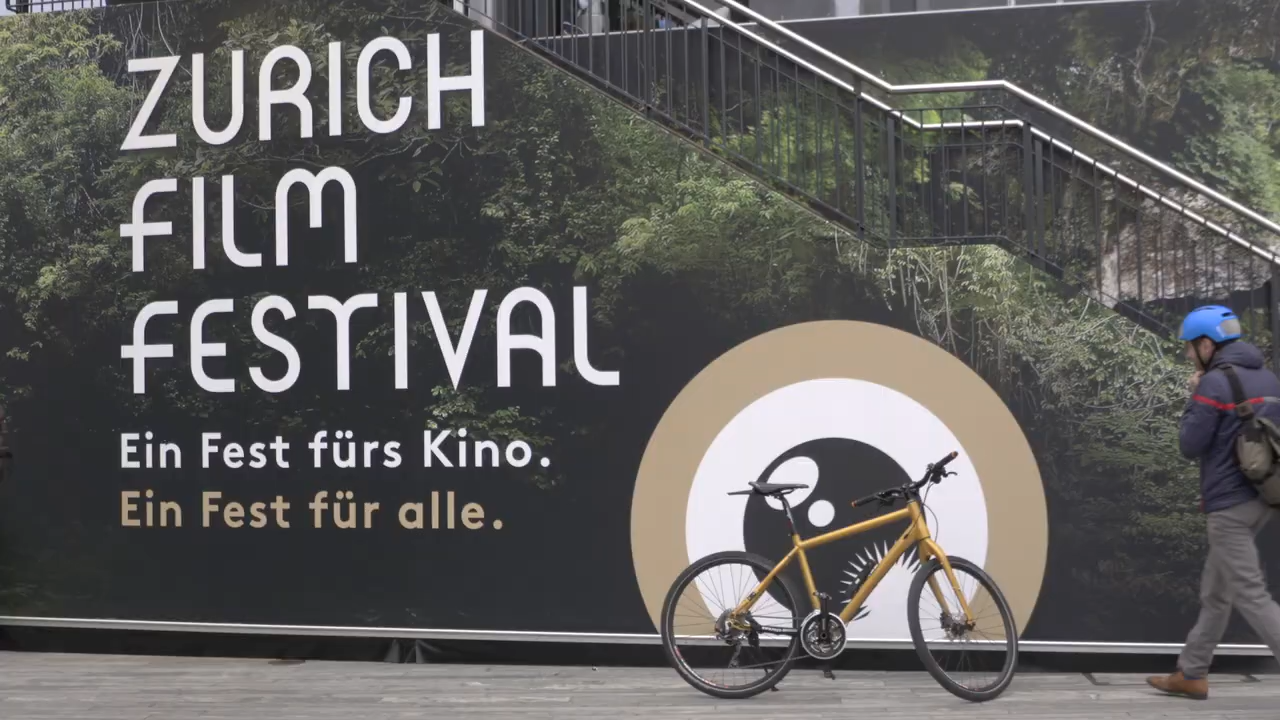 ZURICH
FILM
FESTIVAL
Ein Fest fürs Kino.
Ein Fest für alle.